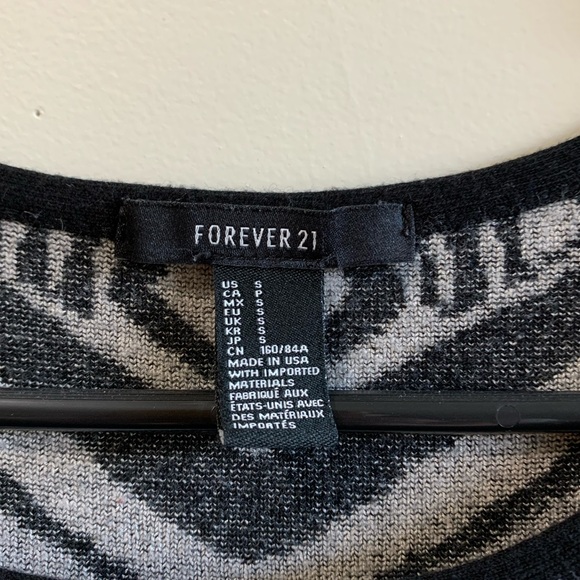 FOREVER 21
US S
CA P
MX S
EU S
UK S
KR S
JP S
CN 160/84A
MADE IN USA
WITH IMPORTED
MATERIALS
FABRIQUÉ AUX
ÉTATS-UNIS AVEC
DES MATÉRIAUX
IMPORTÉS